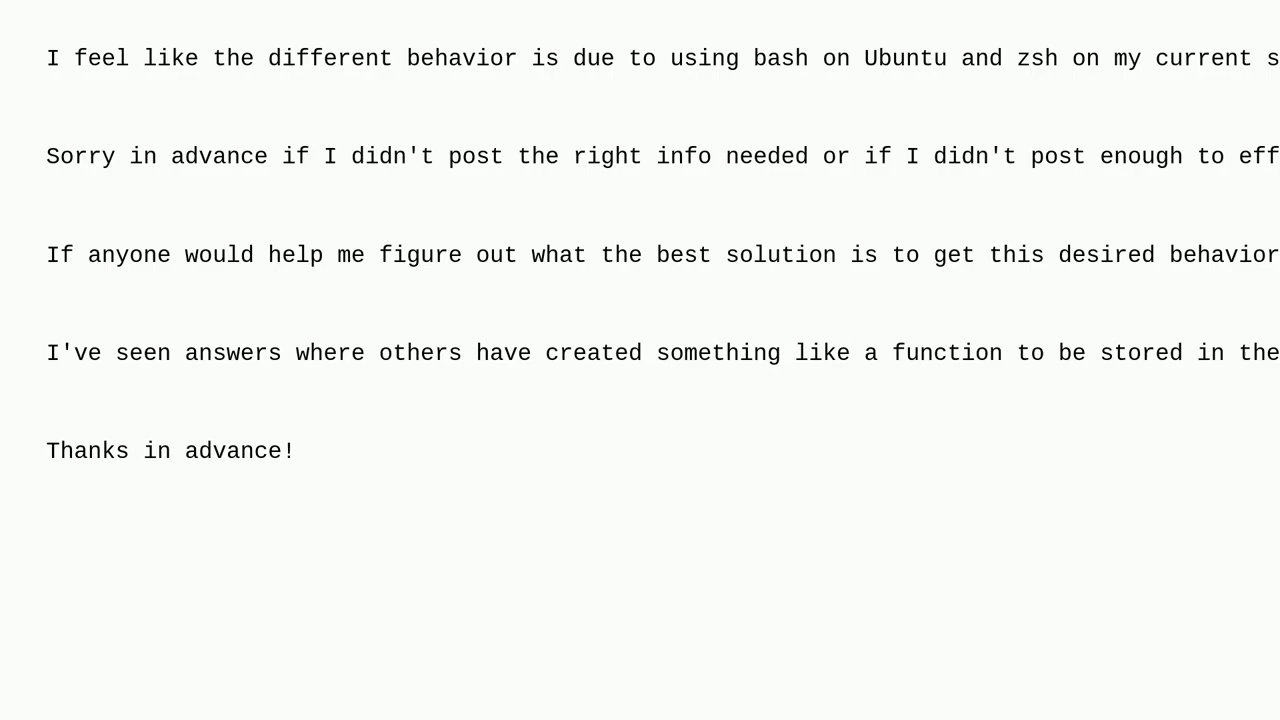 I feel like the different behavior is due to using bash on Ubuntu and zsh on my current
Sorry in advance if I didn't post the right info needed or if I didn't post enough to
If anyone would help me figure out what the best solution is to get this desired behavior
I've seen answers where others have created something like a function to be stored in the
Thanks in advance!